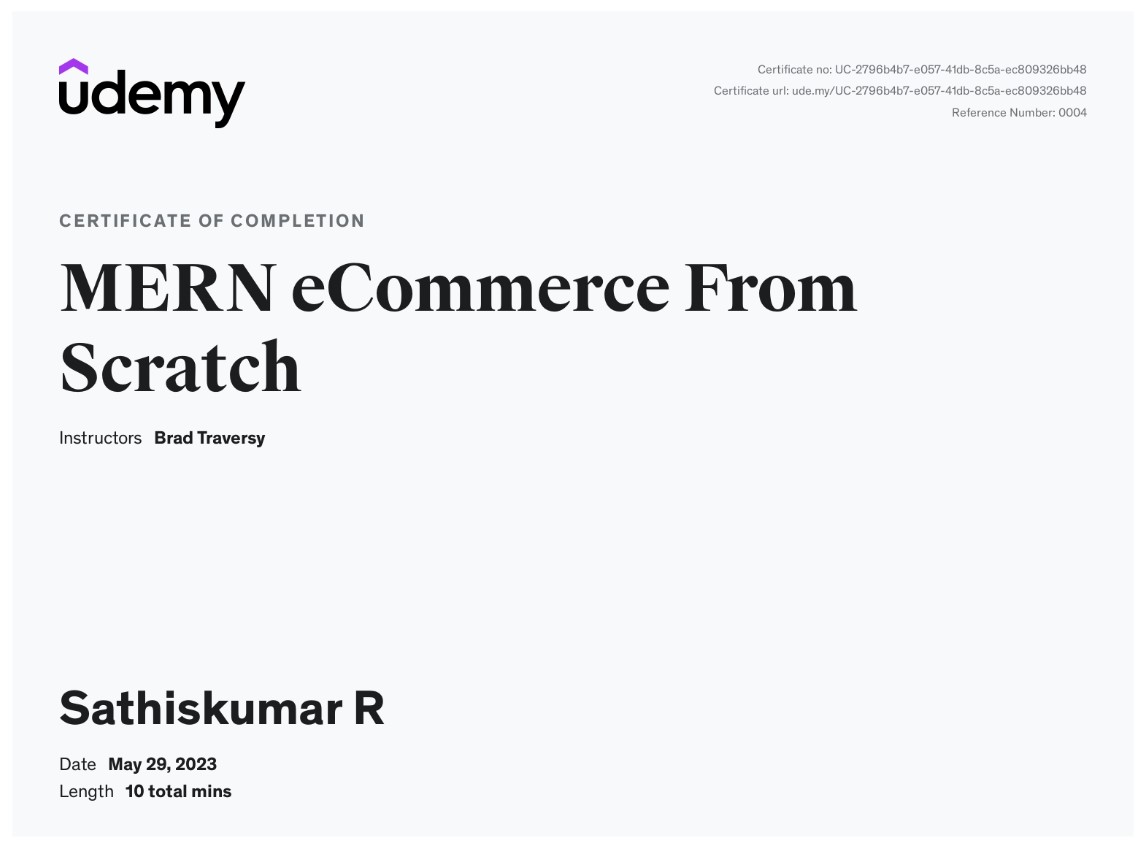 udemy
Certificate no: UC-2796b4b7-e057-41db-8c5a-ec809326bb48
Certificate url: ude.my/UC-2796b4b7-e057-41db-8c5a-ec809326bb48
Reference Number: 0004
CERTIFICATE OF COMPLETION
MERN eCommerce From
Scratch
Instructors Brad Traversy
Sathiskumar R
Date May 29, 2023
Length 10 total mins